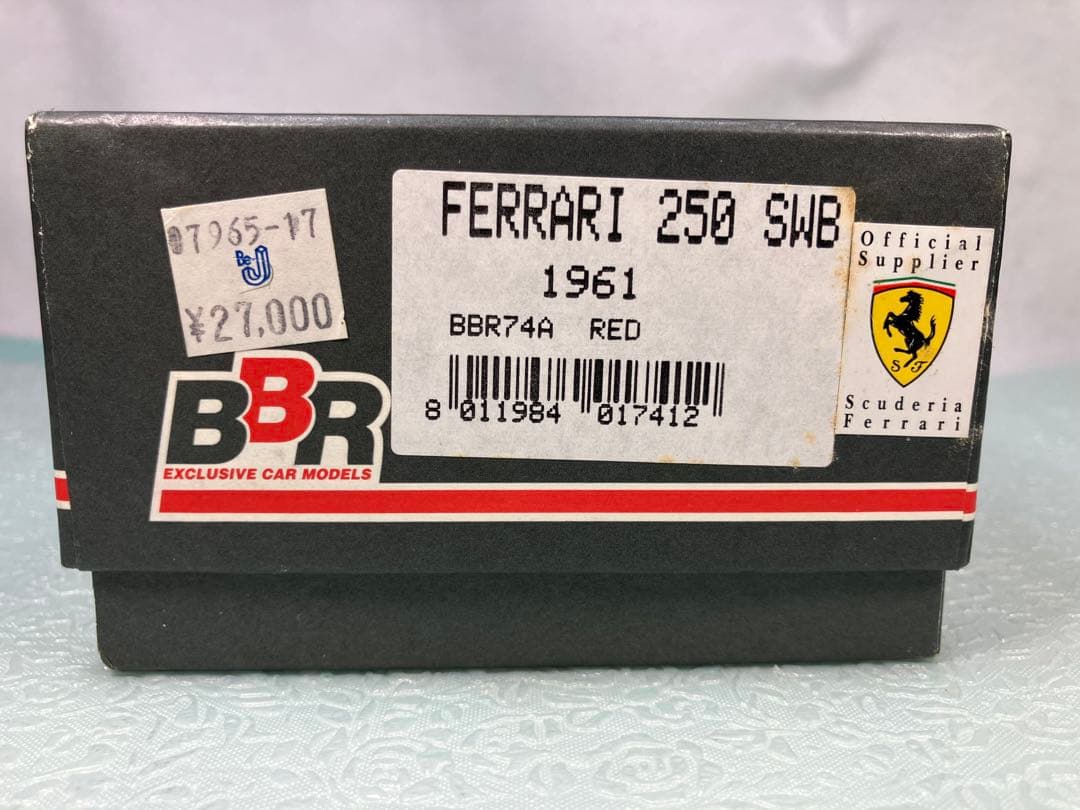 07965-17
Be-J
¥27,000
BBR
EXCLUSIVE CAR MODELS
FERRARI 250 SWB
1961
BBR74A RED
8 011984 017412
Official
Supplier
S F
Scuderia
Ferrari